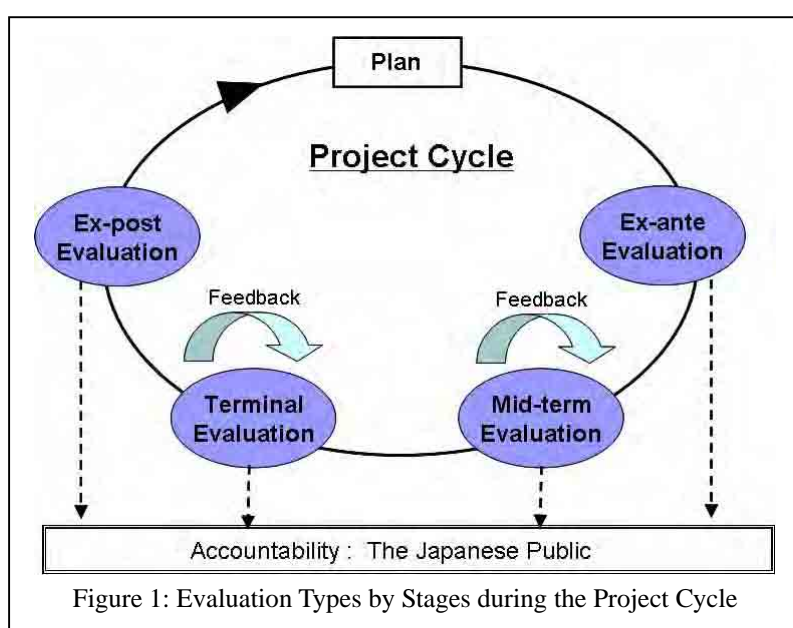 Plan
Project Cycle
Ex-post
Evaluation
Ex-ante
Evaluation
Feedback
Feedback
Terminal
Evaluation
Mid-term
Evaluation
Accountability : The Japanese Public
Figure 1: Evaluation Types by Stages during the Project Cycle